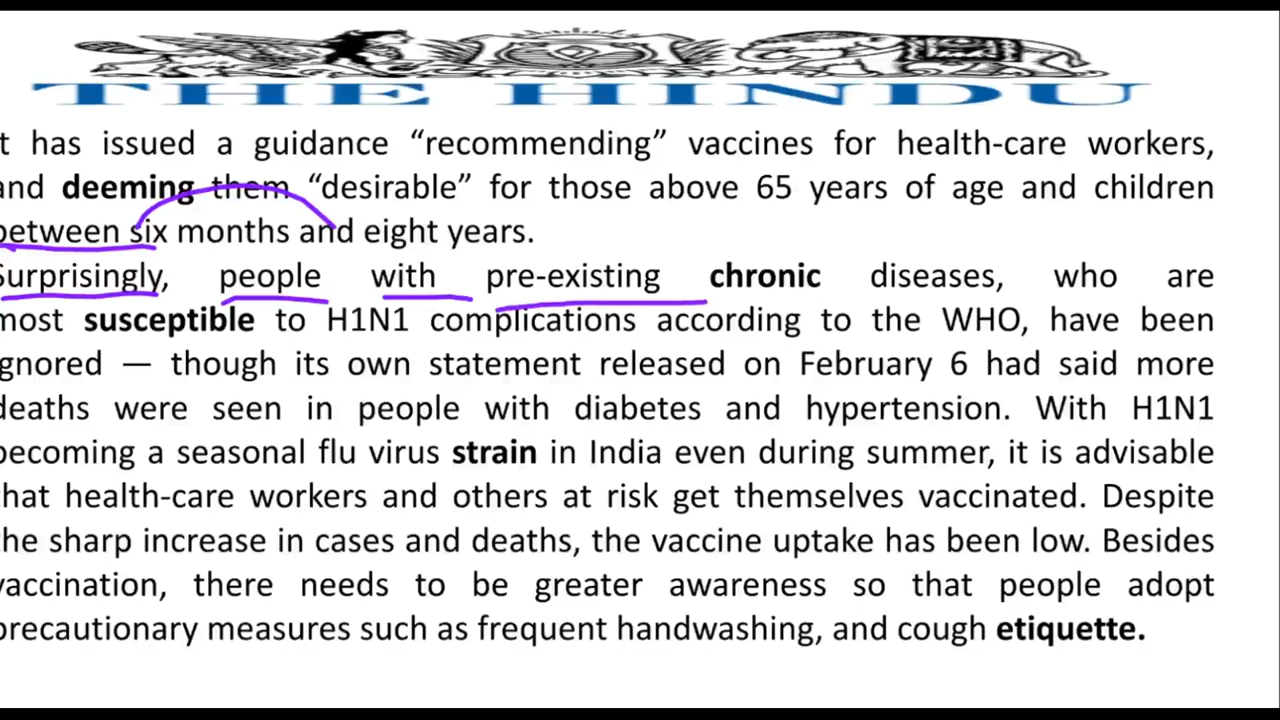 THE HINDU
t has issued a guidance “recommending” vaccines for health-care workers,
and deeming them “desirable” for those above 65 years of age and children
between six months and eight years.
Surprisingly, people with pre-existing chronic diseases, who are
most susceptible to H1N1 complications according to the WHO, have been
gnored — though its own statement released on February 6 had said more
deaths were seen in people with diabetes and hypertension. With H1N1
becoming a seasonal flu virus strain in India even during summer, it is advisable
that health-care workers and others at risk get themselves vaccinated. Despite
the sharp increase in cases and deaths, the vaccine uptake has been low. Besides
vaccination, there needs to be greater awareness so that people adopt
precautionary measures such as frequent handwashing, and cough etiquette.